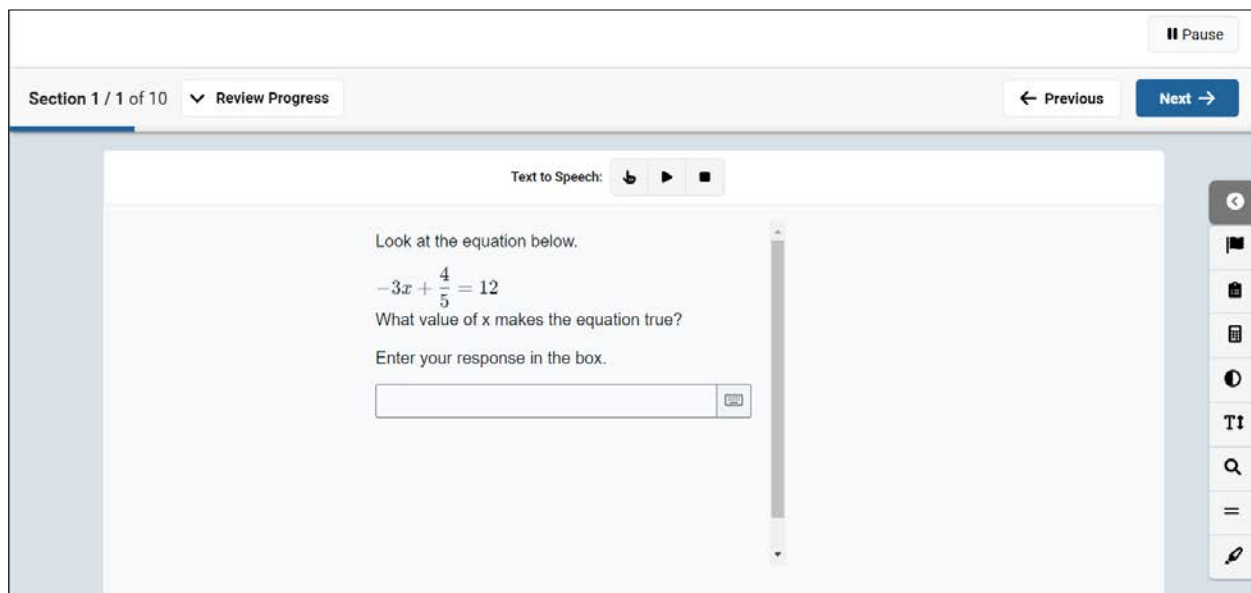 Pause
Section 1 / 1 of 10 Review Progress Previous Next
Text to Speech:
Look at the equation below.
−3x + 4/5 = 12
What value of x makes the equation true?
Enter your response in the box.